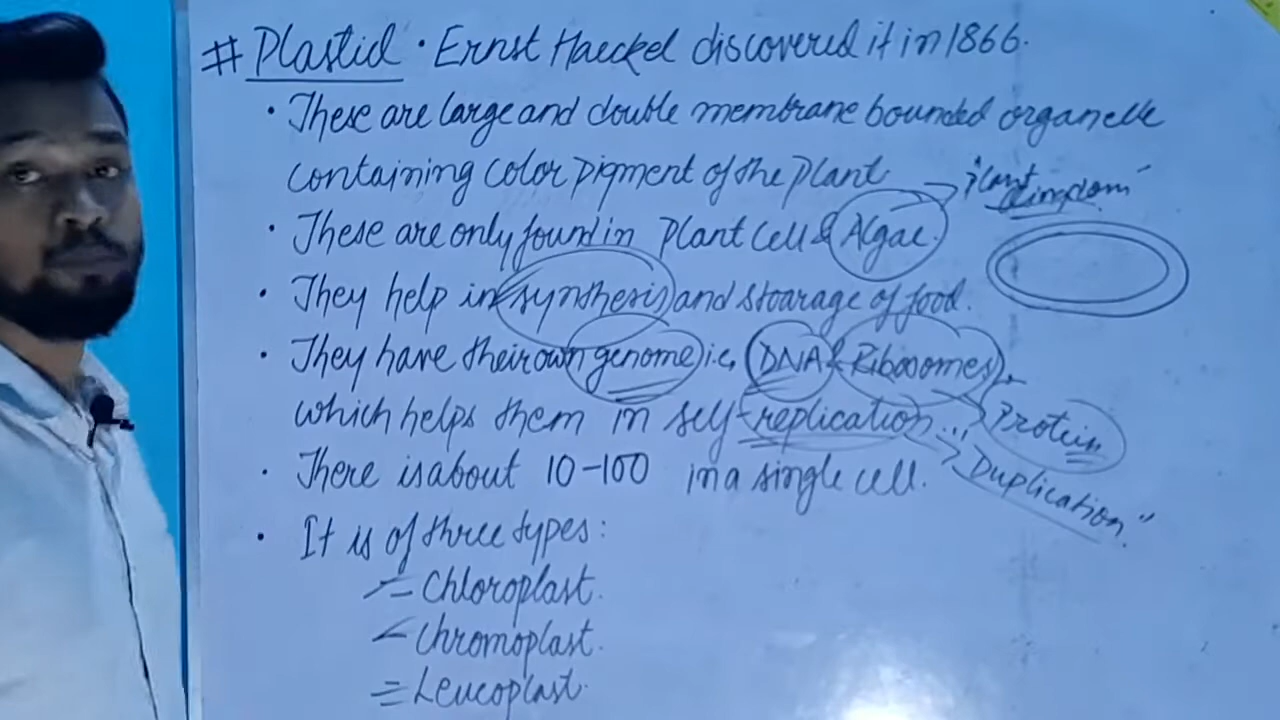 # Plastid · Ernst Haeckel discovered it in 1866.
· These are large and double membrane bounded organelle
containing color pigment of the plant
Plant Kingdom
· These are only found in plant cell & Algae.
· They help in synthesis and stoarage of food.
· They have their own genome i.e, DNA & Ribosomes,
which helps them in self-replication...
Protein
Duplication"
· There is about 10-100 in a single cell.
· It is of three types:
Chloroplast.
Chromoplast.
Leucoplast.